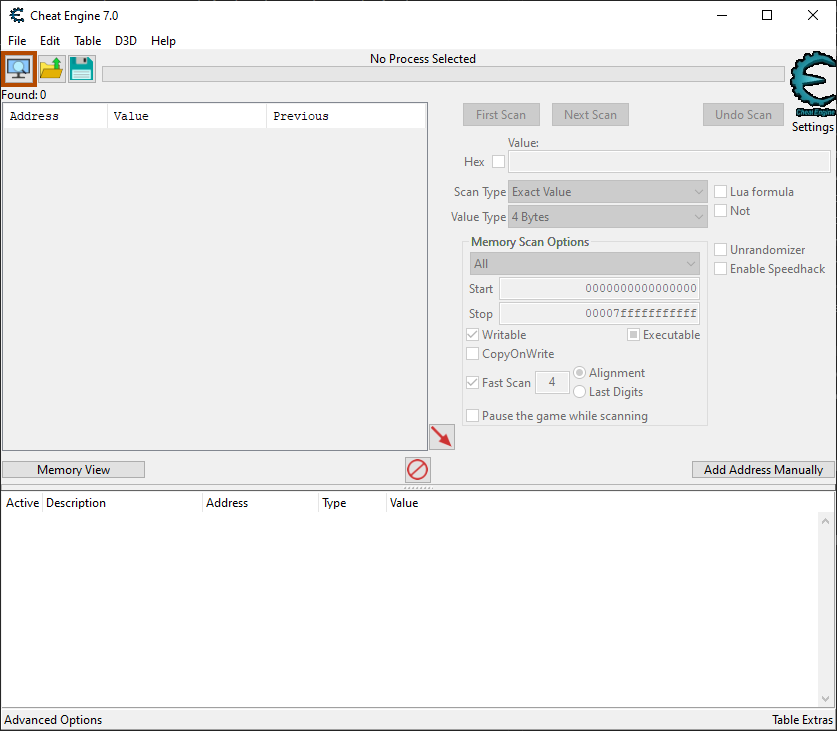 Cheat Engine 7.0
File Edit Table D3D Help
No Process Selected
Found: 0
Address Value Previous
First Scan Next Scan Undo Scan
Cheat Engine
Settings
Value:
Hex
Scan Type Exact Value Lua formula
Value Type 4 Bytes Not
Memory Scan Options
All
Unrandomizer
Enable Speedhack
Start 0000000000000000
Stop 00007fffffffffff
Writable Executable
CopyOnWrite
Fast Scan 4 Alignment
Last Digits
Pause the game while scanning
Memory View Add Address Manually
Active Description Address Type Value
Advanced Options Table Extras